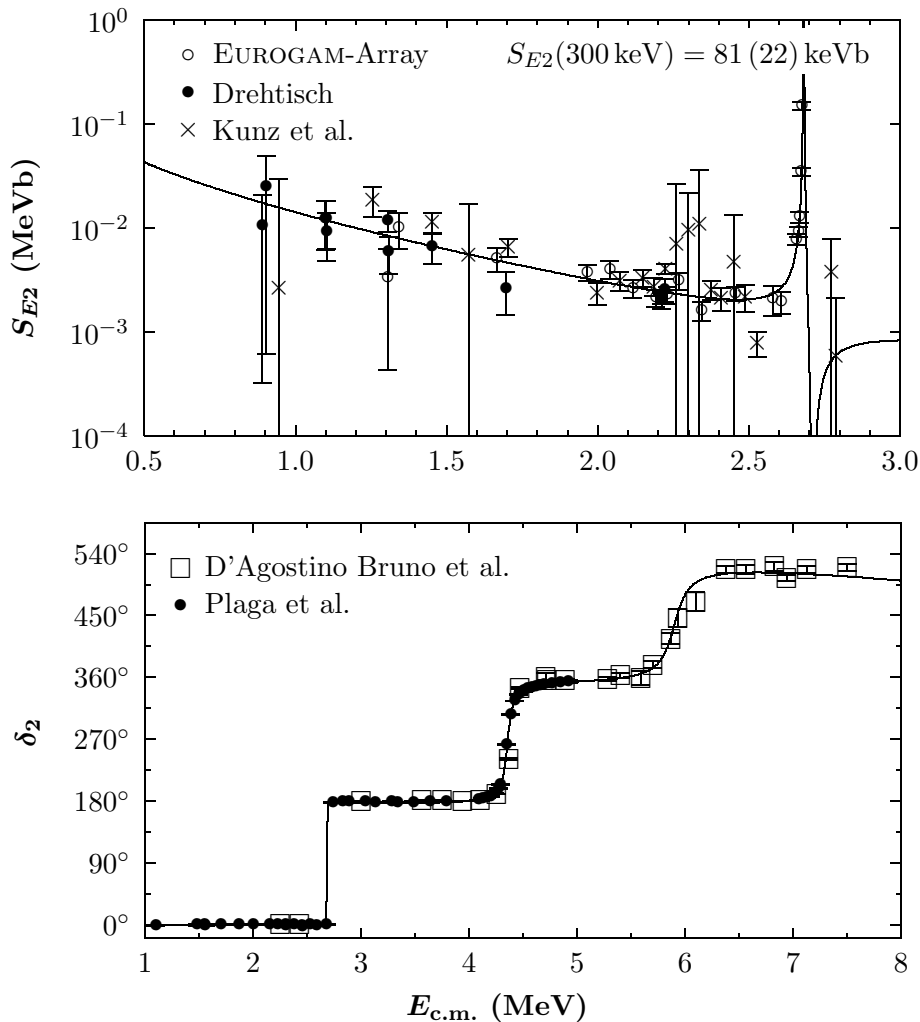 10⁰
10⁻¹
10⁻²
10⁻³
10⁻⁴
S_E2 (MeVb)
EUROGAM-Array
Drehtisch
Kunz et al.
S_E2(300 keV) = 81 (22) keVb
0.5 1.0 1.5 2.0 2.5 3.0
540°
450°
360°
270°
180°
90°
0°
δ₂
D'Agostino Bruno et al.
Plaga et al.
1 2 3 4 5 6 7 8
E_c.m. (MeV)